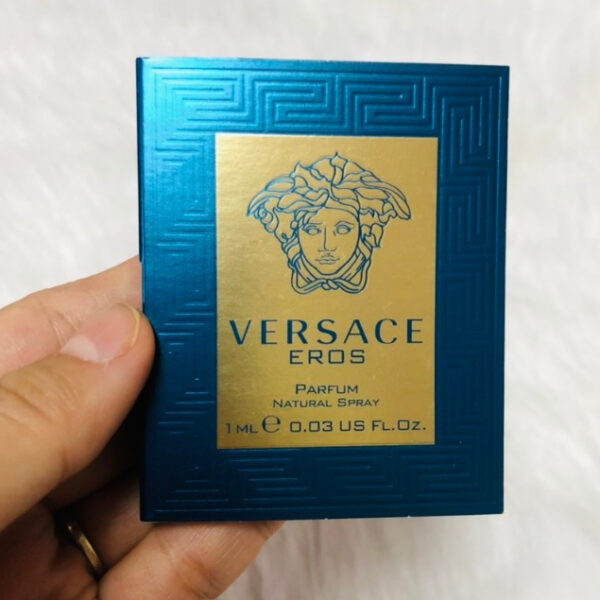 VERSACE
EROS
PARFUM
NATURAL SPRAY
1 ML ℮ 0.03 US FL.OZ.